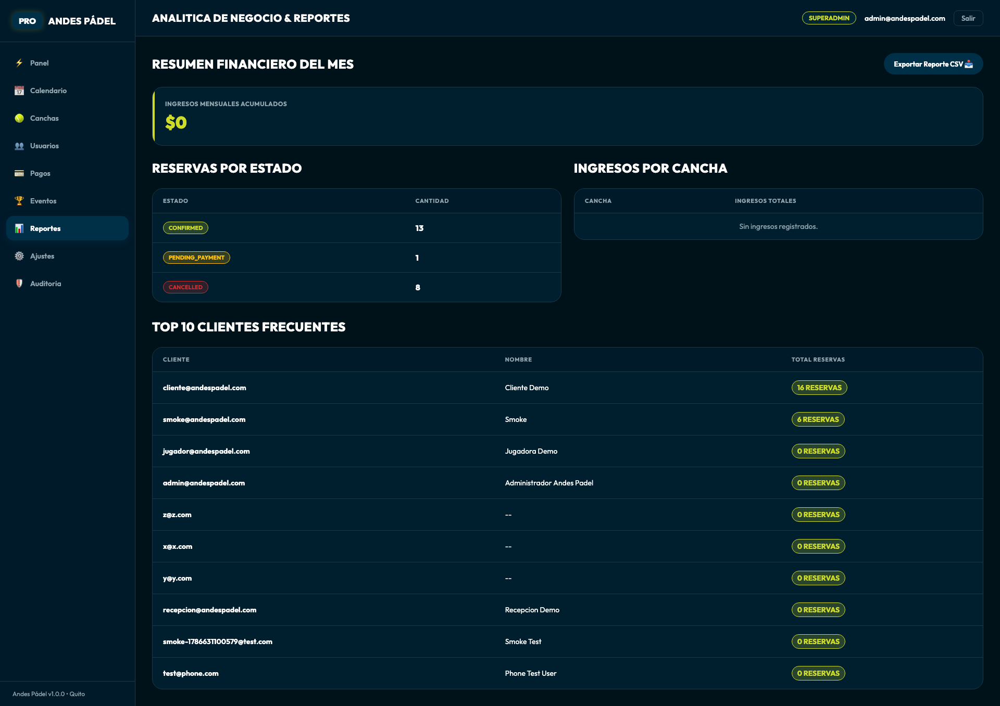 PRO ANDES PÁDEL
Panel
Calendario
Canchas
Usuarios
Pagos
Eventos
Reportes
Ajustes
Auditoria
Andes Pádel v1.0.0 • Quito
ANALITICA DE NEGOCIO & REPORTES
SUPERADMIN admin@andespadel.com Salir
RESUMEN FINANCIERO DEL MES
Exportar Reporte CSV
INGRESOS MENSUALES ACUMULADOS
$0
RESERVAS POR ESTADO
ESTADO CANTIDAD
CONFIRMED 13
PENDING_PAYMENT 1
CANCELLED 8
INGRESOS POR CANCHA
CANCHA INGRESOS TOTALES
Sin ingresos registrados.
TOP 10 CLIENTES FRECUENTES
CLIENTE NOMBRE TOTAL RESERVAS
cliente@andespadel.com Cliente Demo 16 RESERVAS
smoke@andespadel.com Smoke 6 RESERVAS
jugador@andespadel.com Jugadora Demo 0 RESERVAS
admin@andespadel.com Administrador Andes Padel 0 RESERVAS
z@z.com -- 0 RESERVAS
x@x.com -- 0 RESERVAS
y@y.com -- 0 RESERVAS
recepcion@andespadel.com Recepcion Demo 0 RESERVAS
smoke-1786631100579@test.com Smoke Test 0 RESERVAS
test@phone.com Phone Test User 0 RESERVAS